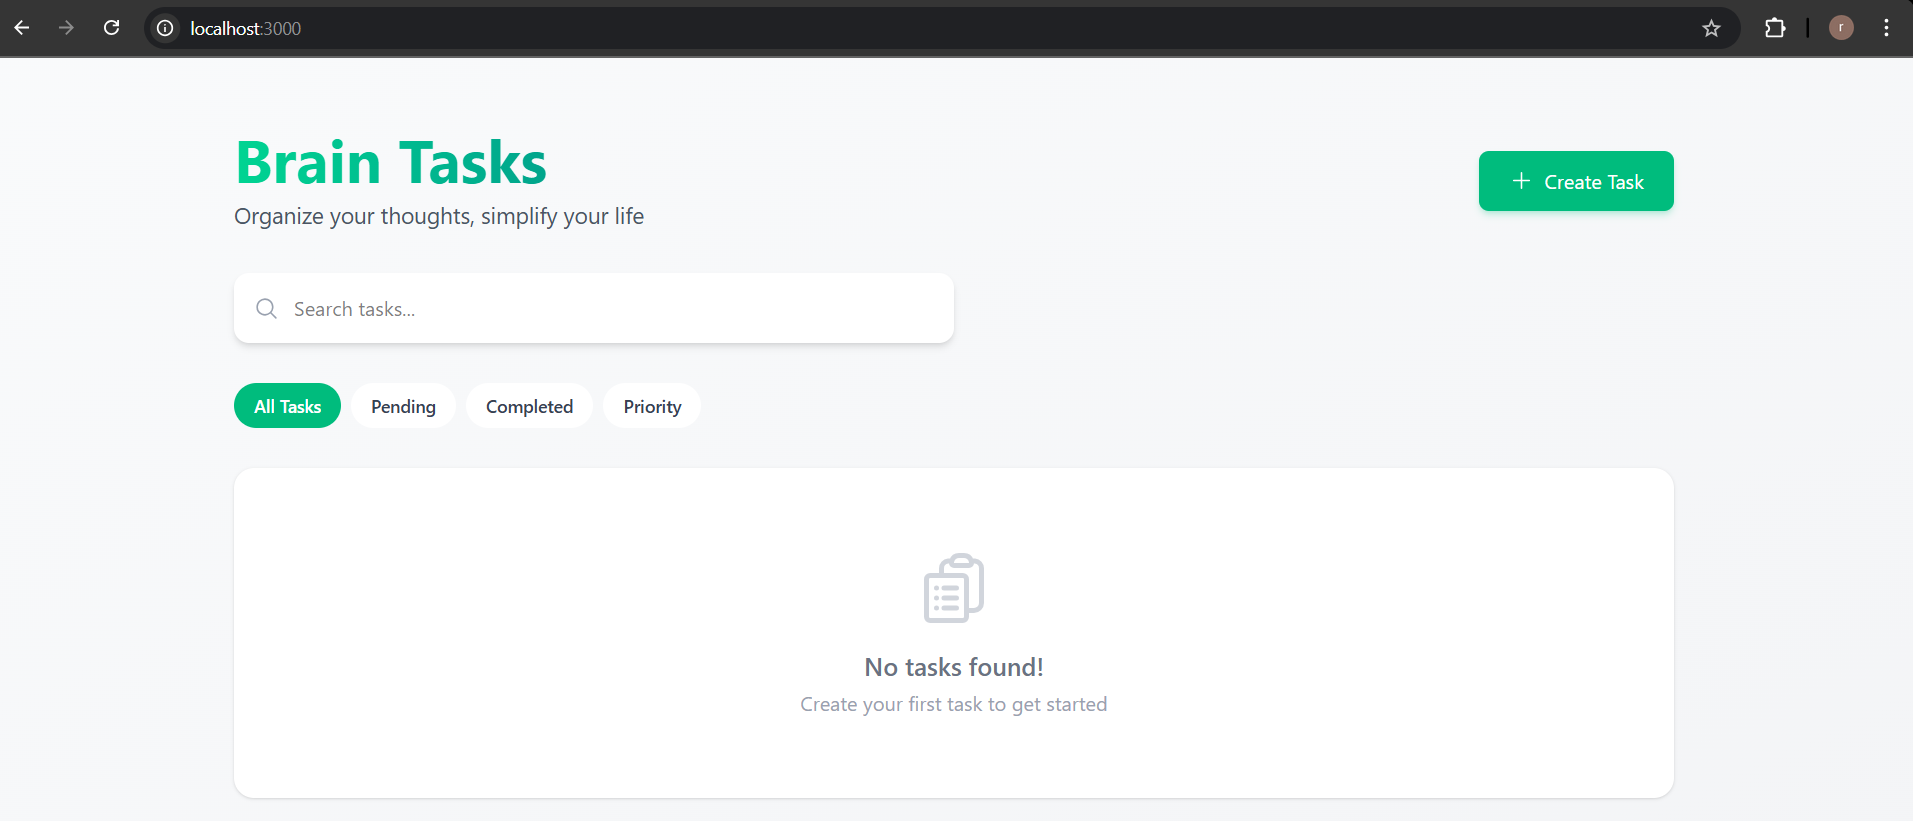 localhost:3000
r
Brain Tasks
Organize your thoughts, simplify your life
Create Task
Search tasks...
All Tasks
Pending
Completed
Priority
No tasks found!
Create your first task to get started